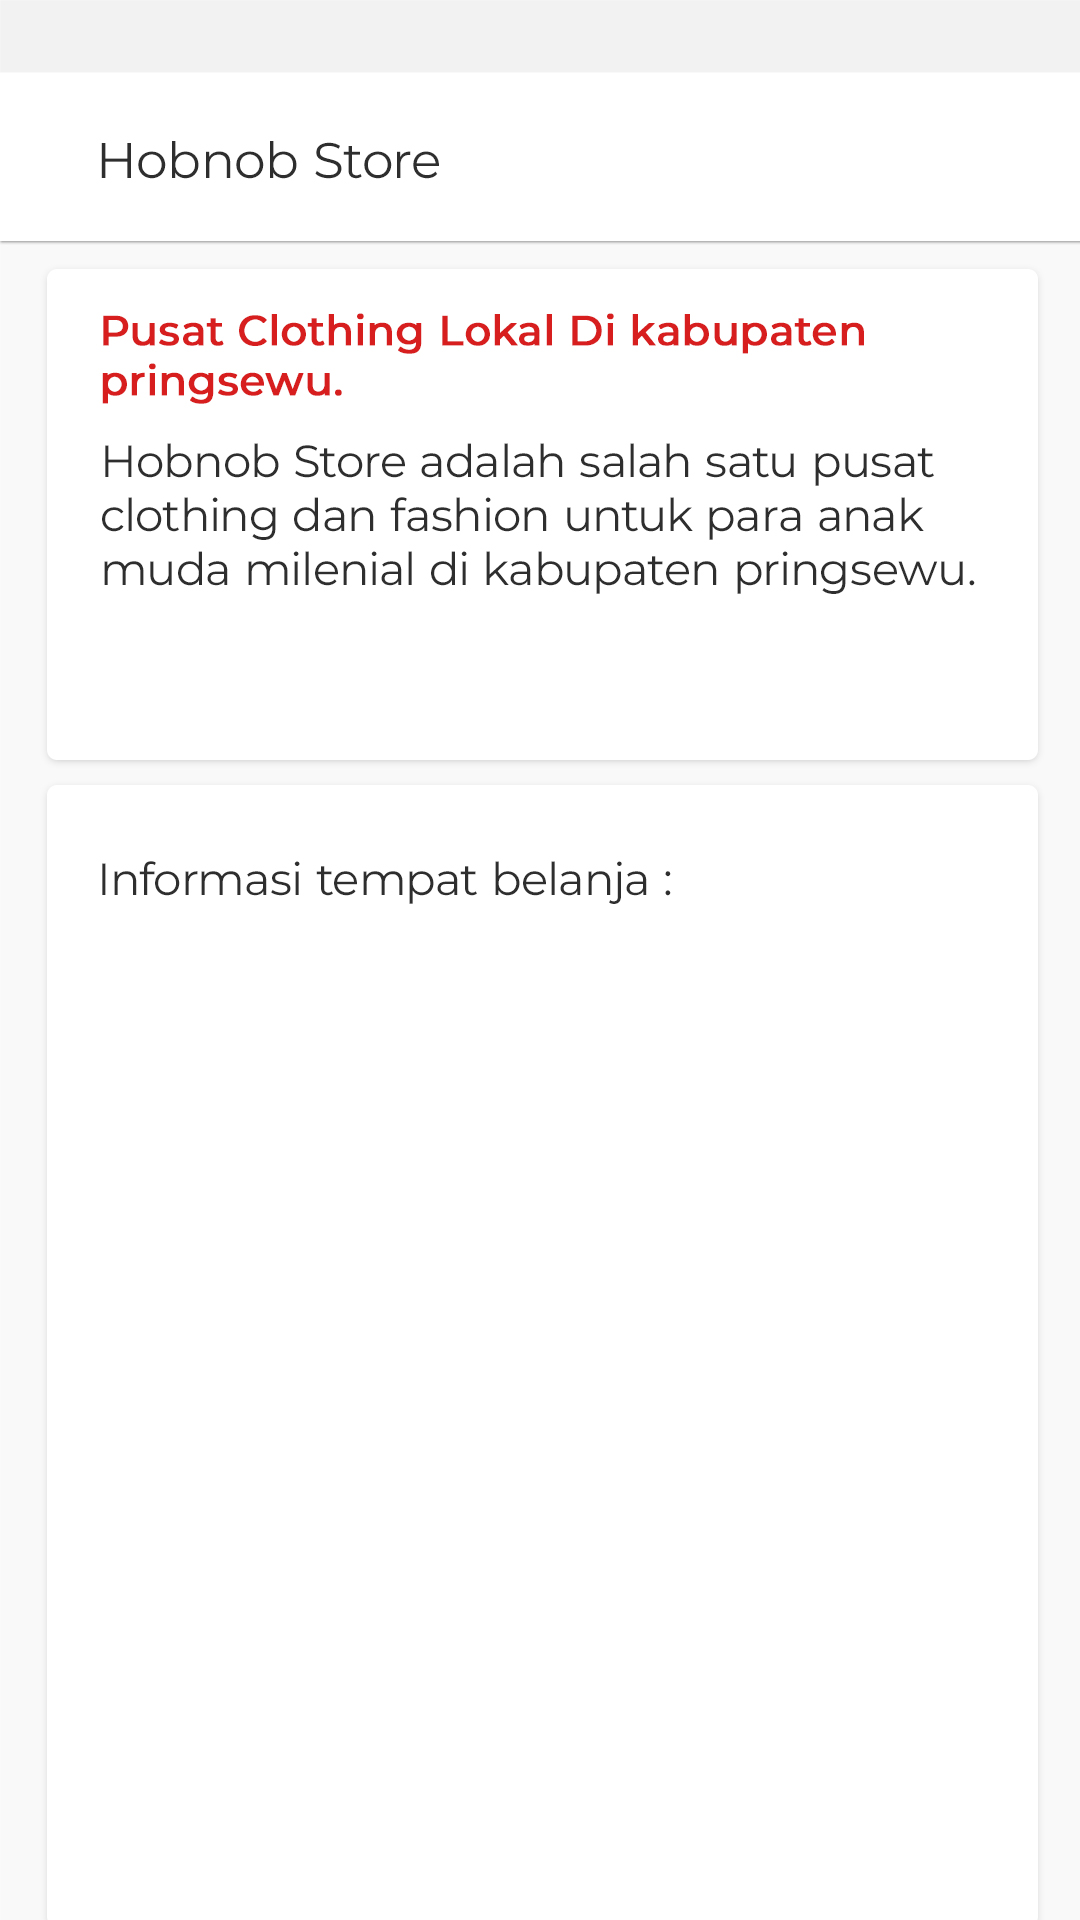 Hobnob Store
Pusat Clothing Lokal Di kabupaten
pringsewu.
Hobnob Store adalah salah satu pusat
clothing dan fashion untuk para anak
muda milenial di kabupaten pringsewu.
Informasi tempat belanja :